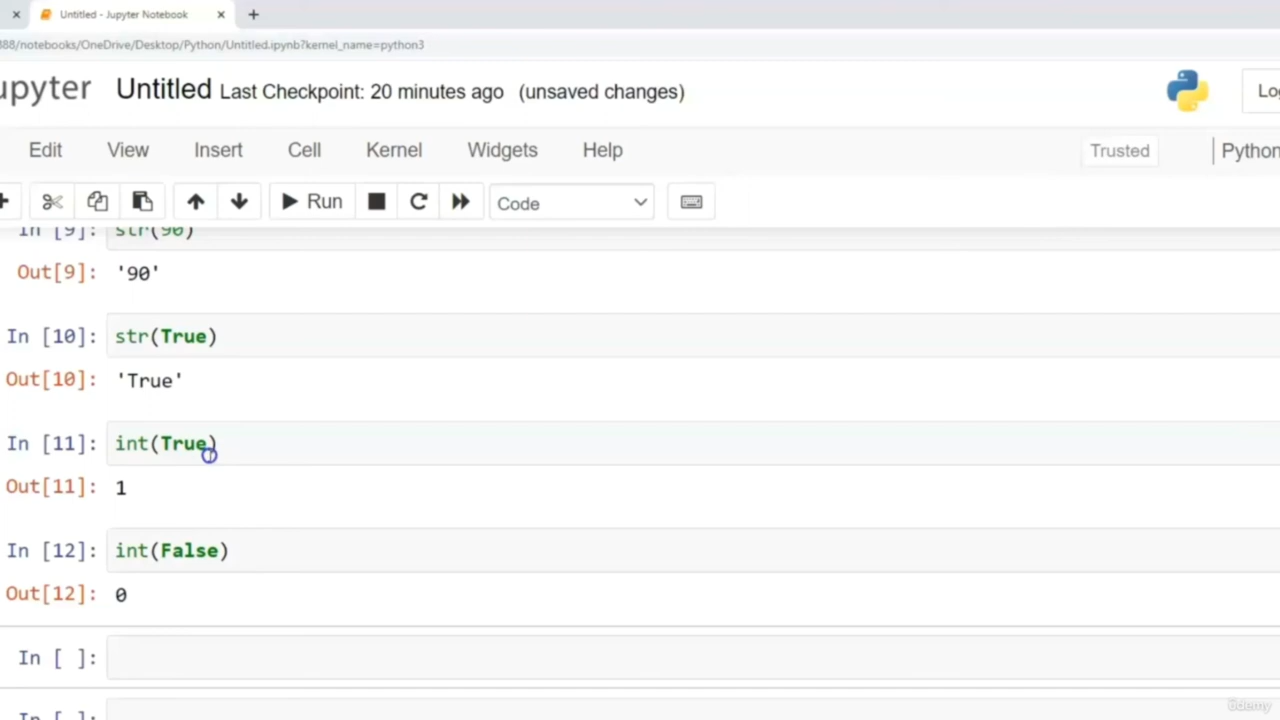 Untitled - Jupyter Notebook
888/notebooks/OneDrive/Desktop/Python/Untitled.ipynb?kernel_name=python3
upyter Untitled Last Checkpoint: 20 minutes ago (unsaved changes)
Edit View Insert Cell Kernel Widgets Help Trusted Python
Run Code
In [9]: str(90)
Out[9]: '90'
In [10]: str(True)
Out[10]: 'True'
In [11]: int(True)
Out[11]: 1
In [12]: int(False)
Out[12]: 0
In [ ]:
In [ ]:
ûdemy